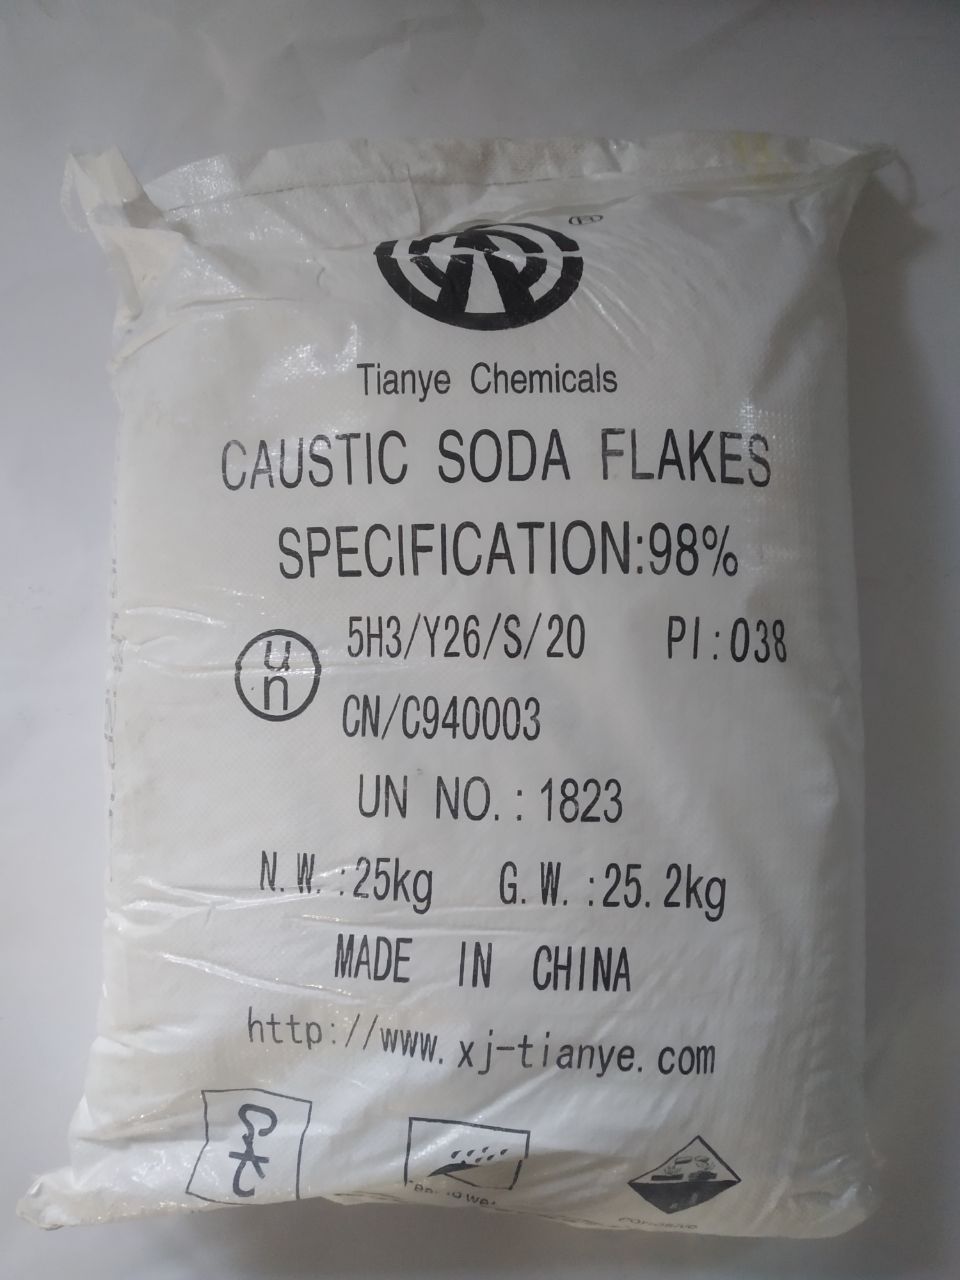 Tianye Chemicals
CAUSTIC SODA FLAKES
SPECIFICATION:98%
un
5H3/Y26/S/20 PI:038
CN/C940003
UN NO.:1823
N.W.:25kg G.W.:25.2kg
MADE IN CHINA
http://www.xj-tianye.com